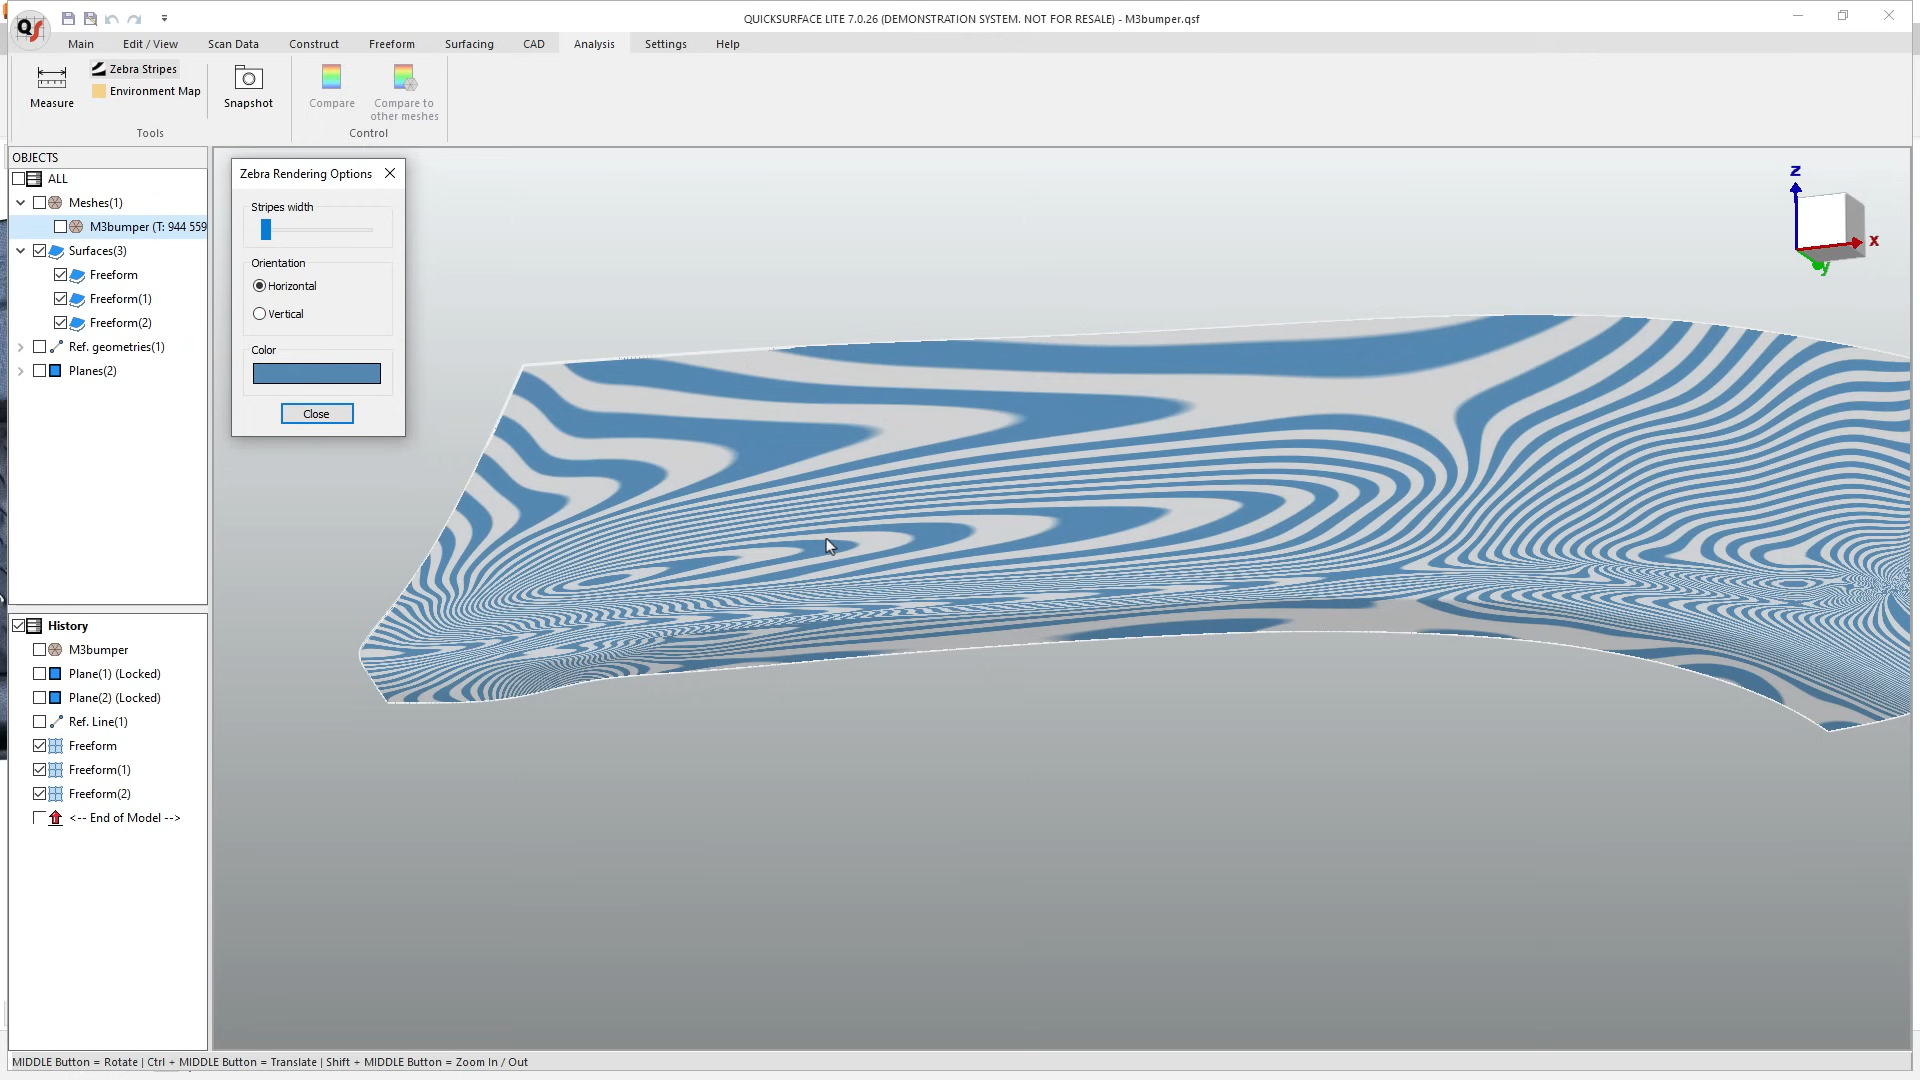 QS
QUICKSURFACE LITE 7.0.26 (DEMONSTRATION SYSTEM. NOT FOR RESALE) - M3bumper.qsf
Main Edit / View Scan Data Construct Freeform Surfacing CAD Analysis Settings Help
Measure
Zebra Stripes
Environment Map
Snapshot
Compare
Compare to
other meshes
Tools
Control
OBJECTS
ALL
Meshes(1)
M3bumper (T: 944 559
Surfaces(3)
Freeform
Freeform(1)
Freeform(2)
Ref. geometries(1)
Planes(2)
Zebra Rendering Options
Stripes width
Orientation
Horizontal
Vertical
Color
Close
z
x
y
History
M3bumper
Plane(1) (Locked)
Plane(2) (Locked)
Ref. Line(1)
Freeform
Freeform(1)
Freeform(2)
<-- End of Model -->
MIDDLE Button = Rotate | Ctrl + MIDDLE Button = Translate | Shift + MIDDLE Button = Zoom In / Out